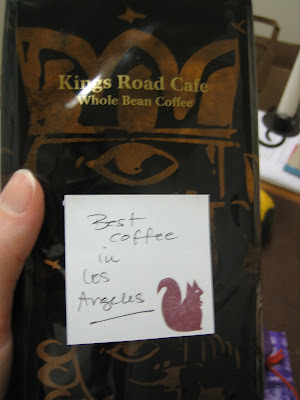 Kings Road Cafe
Whole Bean Coffee
Best
coffee
in
Los
Angeles